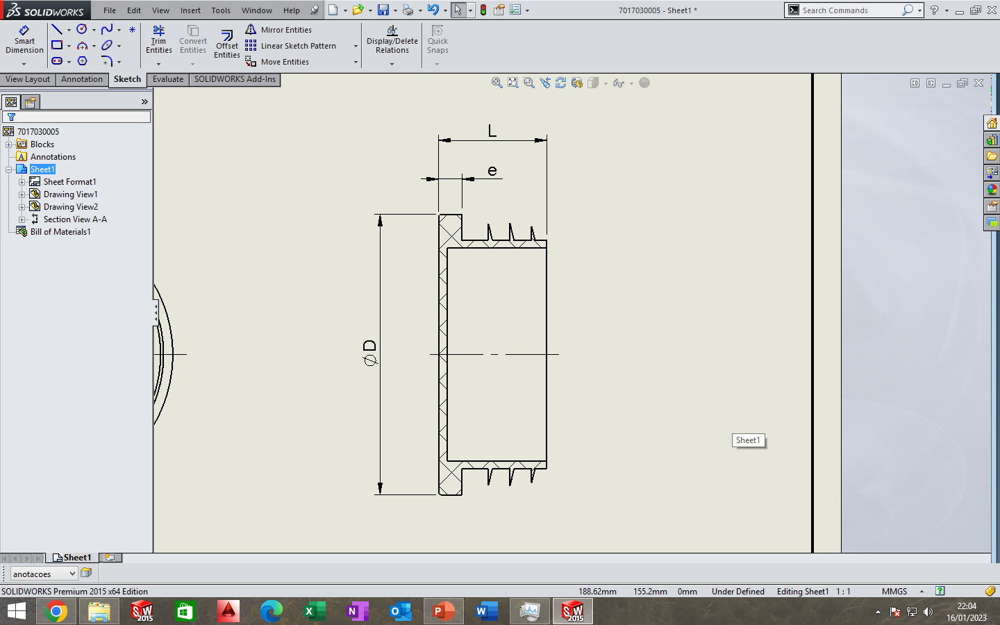 SOLIDWORKS File Edit View Insert Tools Window Help 7017030005 - Sheet1 * Search Commands
Smart Dimension
Trim Entities
Convert Entities
Offset Entities
Mirror Entities
Linear Sketch Pattern
Move Entities
Display/Delete Relations
Quick Snaps
View Layout Annotation Sketch Evaluate SOLIDWORKS Add-Ins
7017030005
Blocks
Annotations
Sheet1
Sheet Format1
Drawing View1
Drawing View2
Section View A-A
Bill of Materials1
L
e
⌀D
Sheet1
Sheet1
anotacoes
SOLIDWORKS Premium 2015 x64 Edition 188.62mm 155.2mm 0mm Under Defined Editing Sheet1 1 : 1 MMGS
SW 2015
SW 2015
22:04
16/01/2023